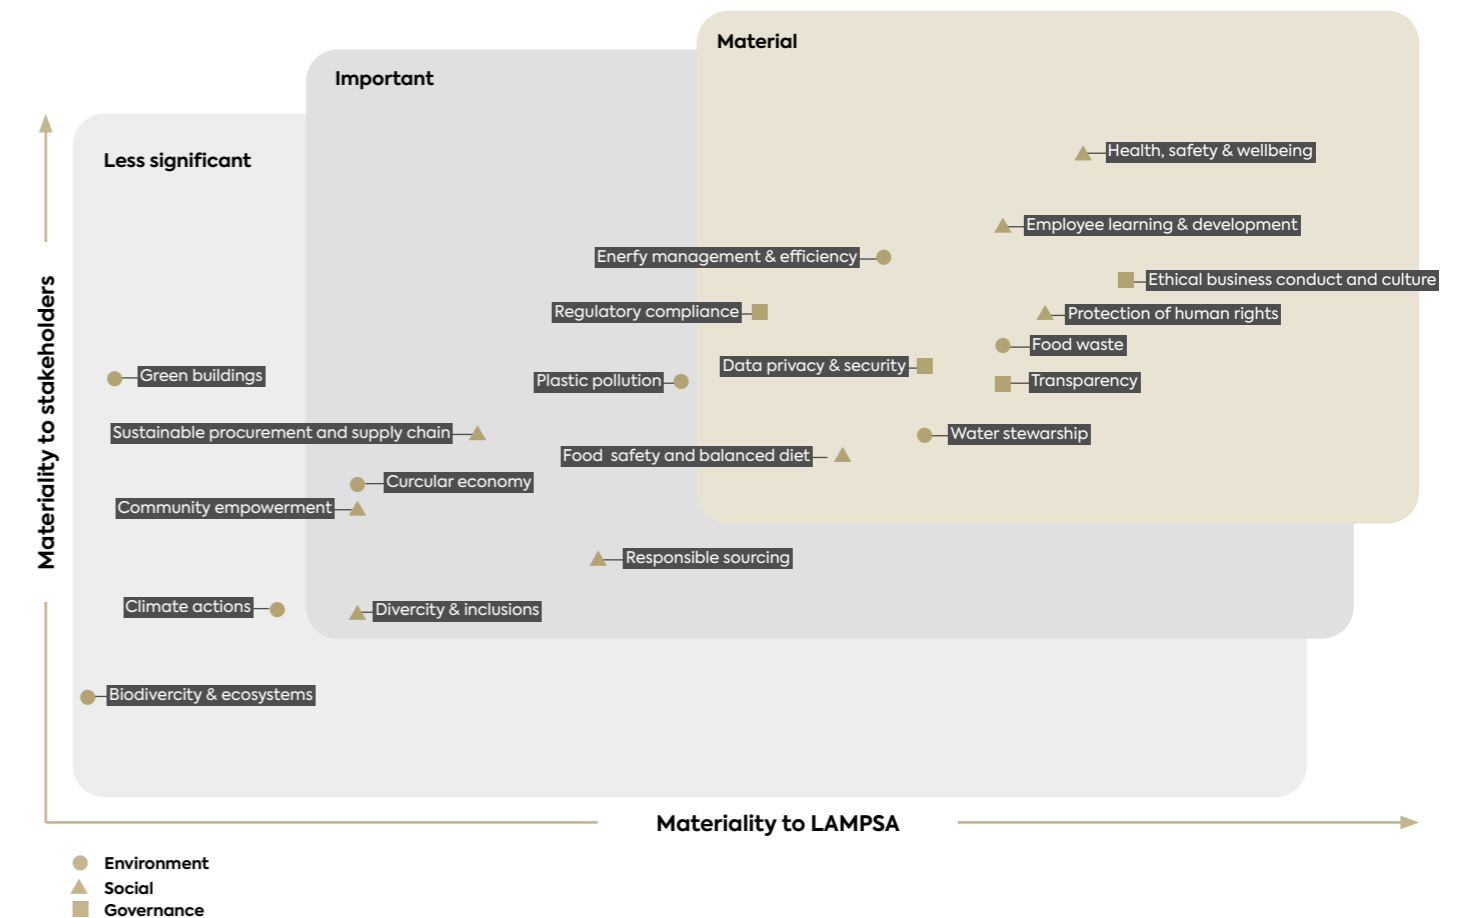 Material
Important
Less significant
Health, safety & wellbeing
Employee learning & development
Enerfy management & efficiency
Ethical business conduct and culture
Regulatory compliance
Protection of human rights
Food waste
Data privacy & security
Green buildings
Plastic pollution
Transparency
Sustainable procurement and supply chain
Water stewarship
Food  safety and balanced diet
Curcular economy
Community empowerment
Responsible sourcing
Climate actions
Divercity & inclusions
Biodivercity & ecosystems
Materiality to stakeholders
Materiality to LAMPSA
Environment
Social
Governance